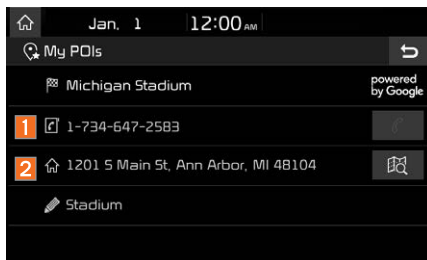 Jan. 1 12:00 AM
My POIs
Michigan Stadium
powered
by Google
1 1-734-647-2583
2 1201 S Main St, Ann Arbor, MI 48104
Stadium